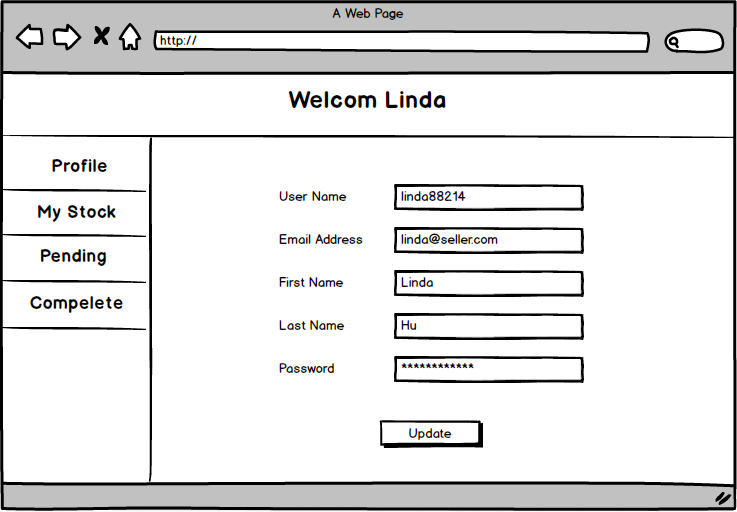 A Web Page
http://
Welcom Linda
Profile
My Stock
Pending
Compelete
User Name linda88214
Email Address linda@seller.com
First Name Linda
Last Name Hu
Password ************
Update